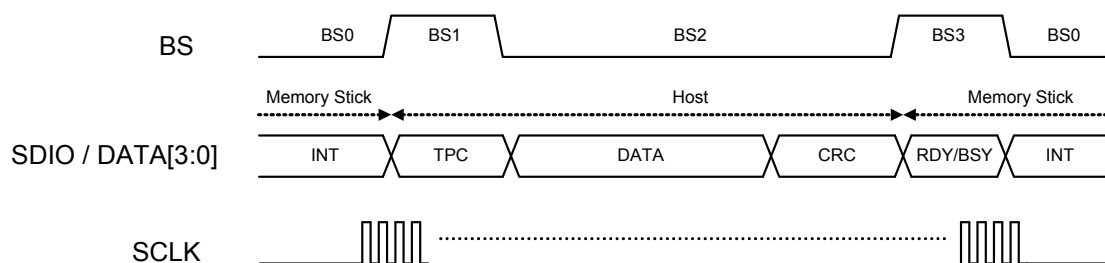 BS BS0 BS1 BS2 BS3 BS0
Memory Stick Host Memory Stick
SDIO / DATA[3:0] INT TPC DATA CRC RDY/BSY INT
SCLK